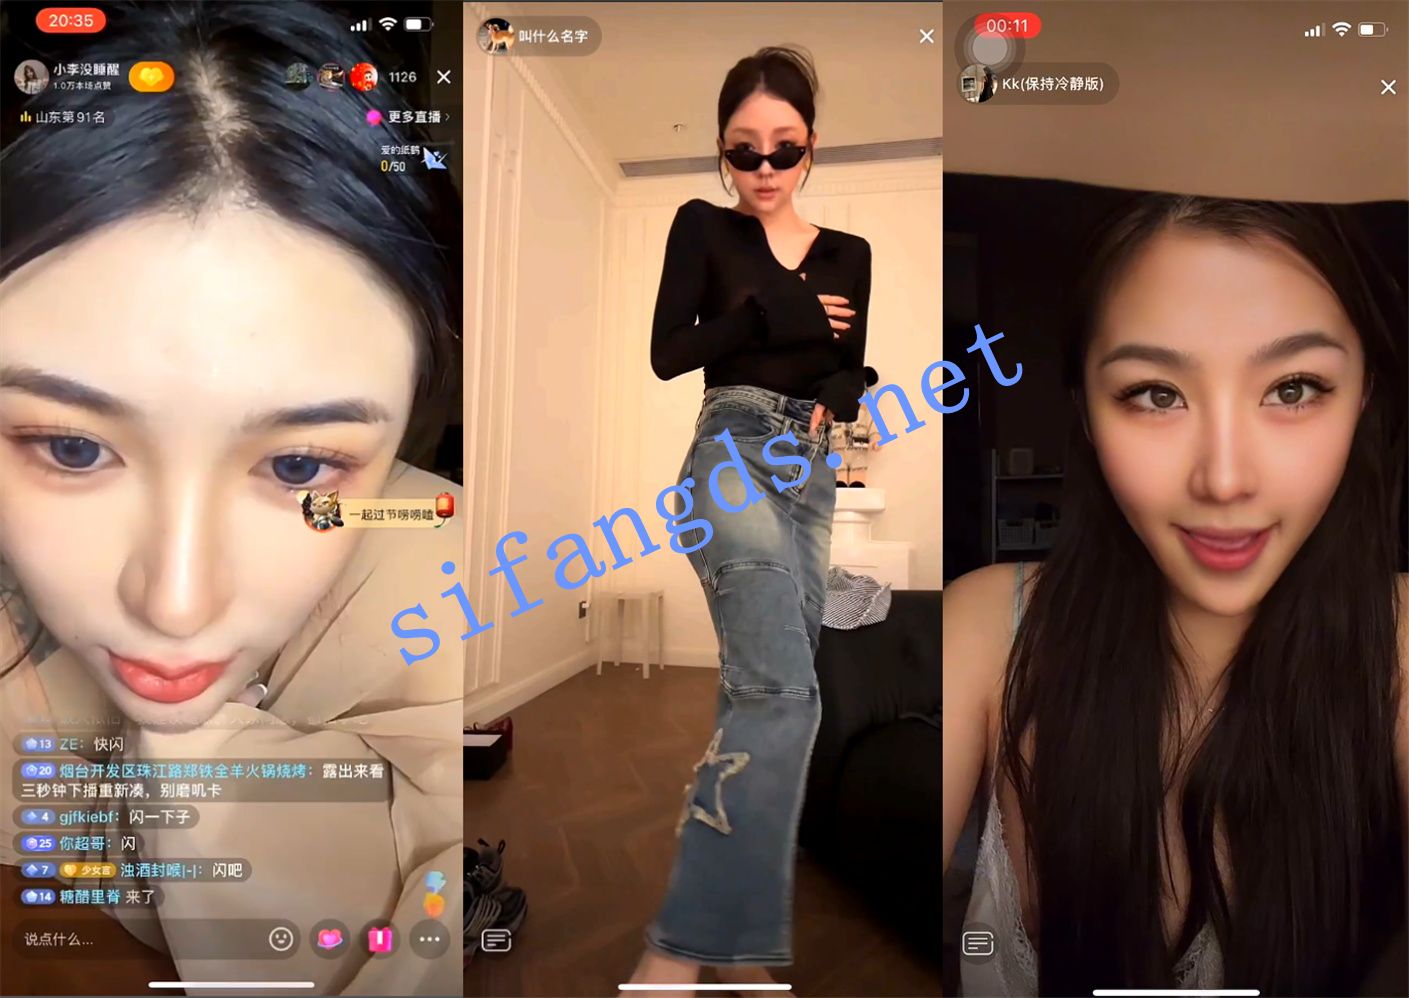 20:35
小李没睡醒
1.0万本场点赞
1126
山东第91名
更多直播
爱的纸鹤
0/50
一起过节唠唠嗑
13 ZE：快闪
20 烟台开发区珠江路郑铁全羊火锅烧烤：露出来看
三秒钟下播重新凑，别磨叽卡
4 gjfkiebf：闪一下子
25 你超哥：闪
7 少女宫 浊酒封喉|-|：闪吧
14 糖醋里脊 来了
说点什么...
叫什么名字
00:11
Kk(保持冷静版)
sifangds.net